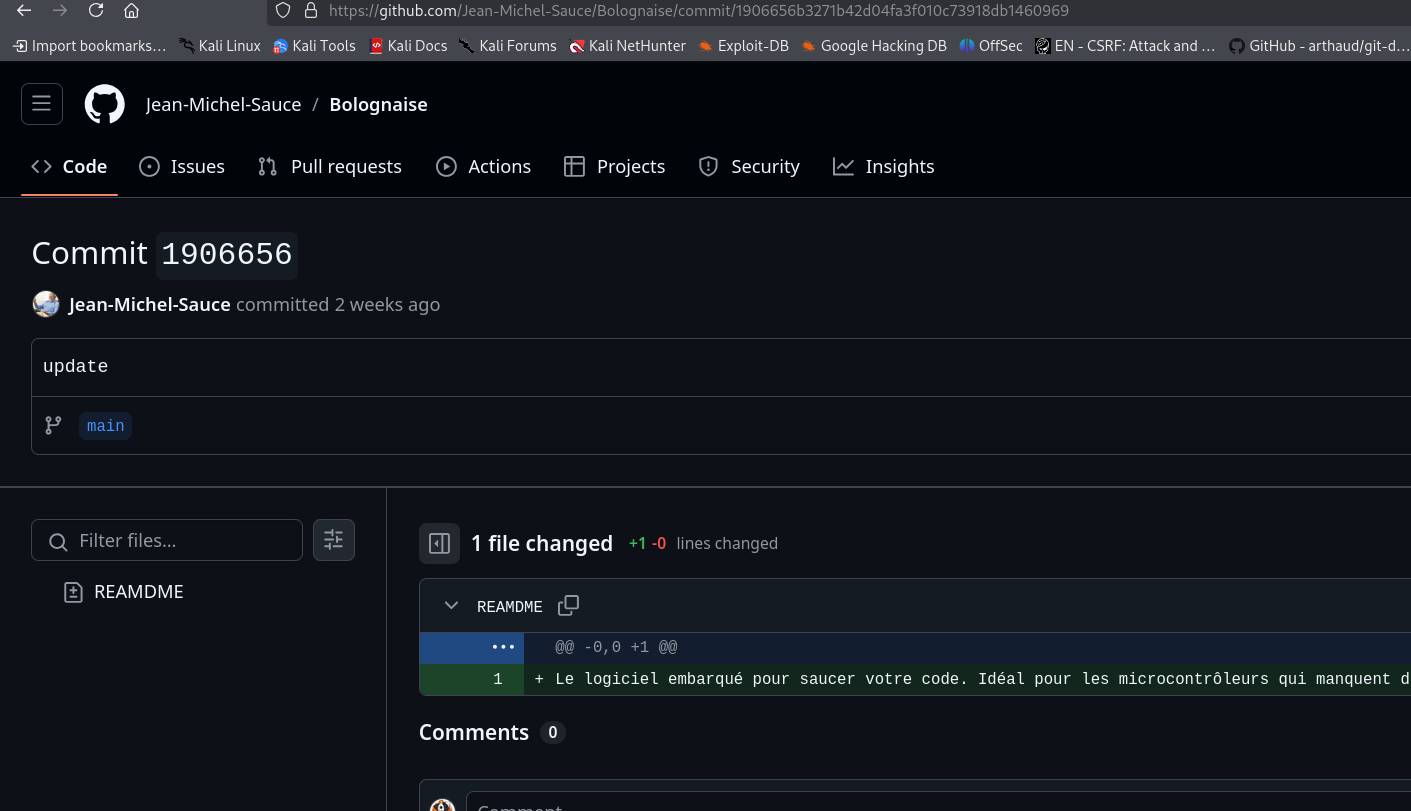 https://github.com/Jean-Michel-Sauce/Bolognaise/commit/1906656b3271b42d04fa3f010c73918db1460969
Import bookmarks... Kali Linux Kali Tools Kali Docs Kali Forums Kali NetHunter Exploit-DB Google Hacking DB OffSec EN - CSRF: Attack and ... GitHub - arthaud/git-d...
Jean-Michel-Sauce / Bolognaise
Code Issues Pull requests Actions Projects Security Insights
Commit 1906656
Jean-Michel-Sauce committed 2 weeks ago
update
main
Filter files...
REAMDME
1 file changed +1 -0 lines changed
REAMDME
@@ -0,0 +1 @@
1 + Le logiciel embarqué pour saucer votre code. Idéal pour les microcontrôleurs qui manquent d
Comments 0
Comment